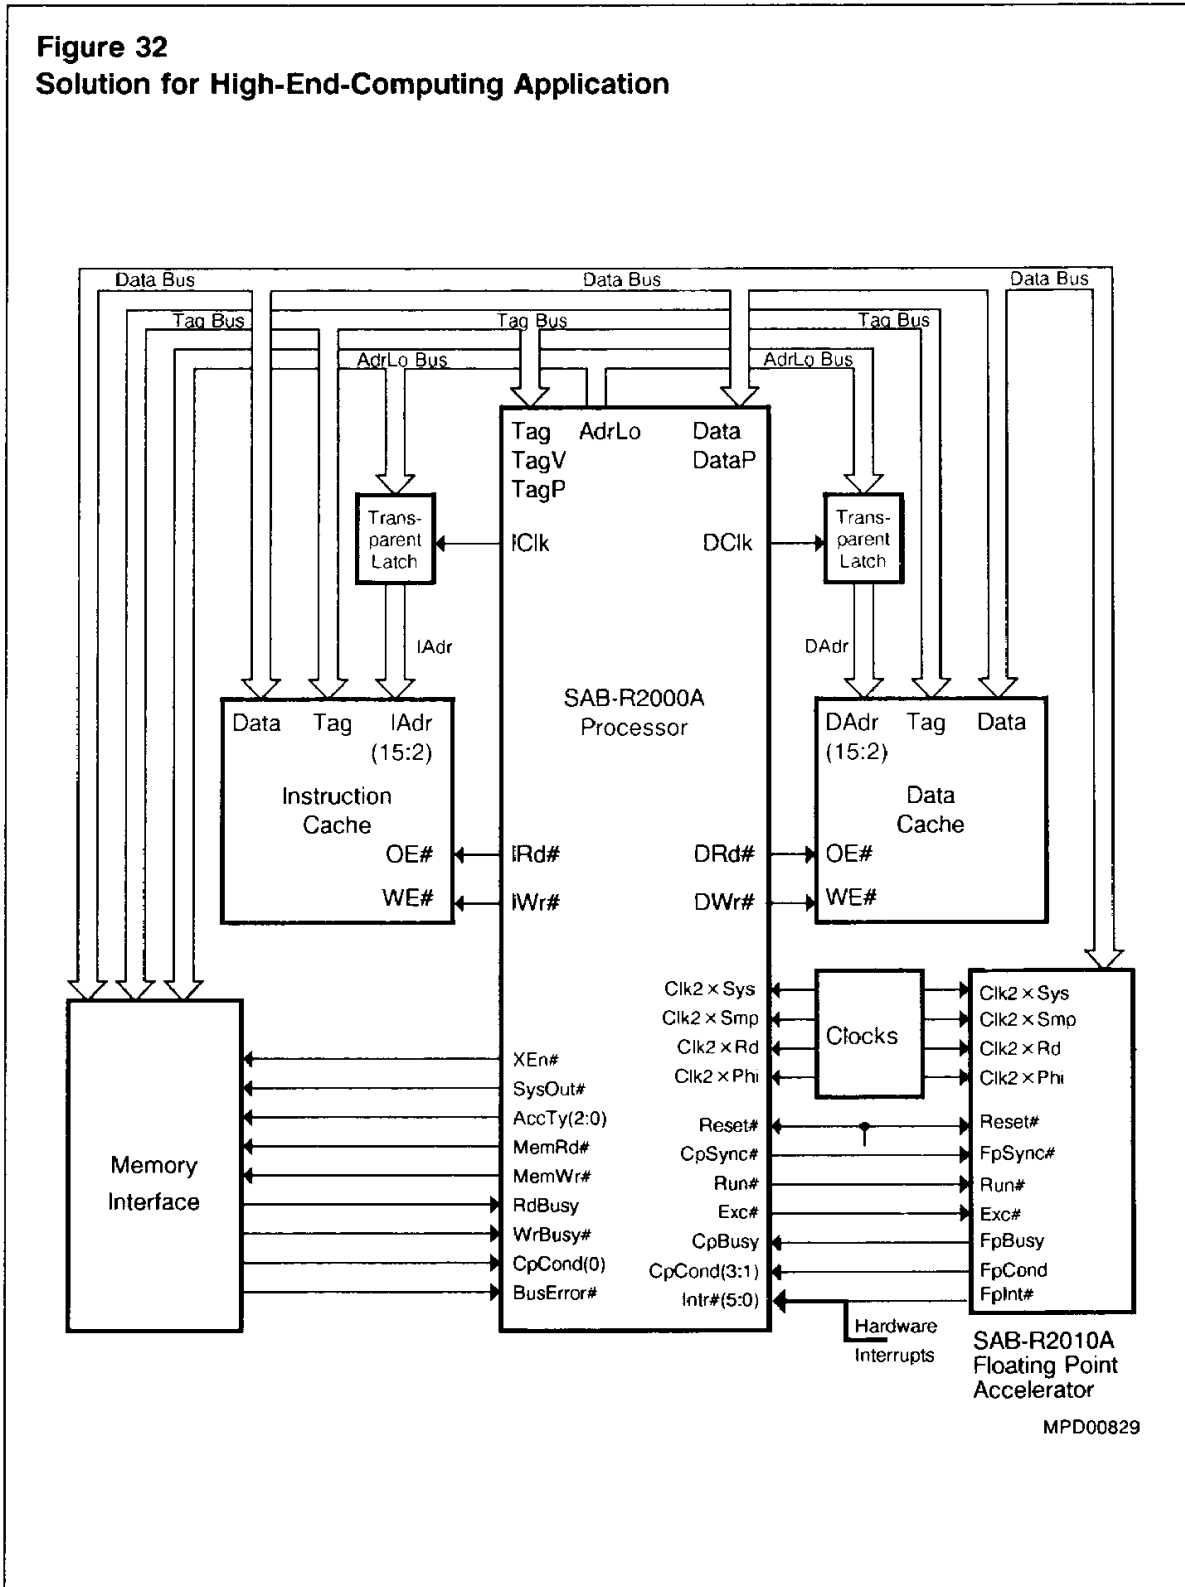 Figure 32
Solution for High-End-Computing Application
Data Bus
Data Bus
Data Bus
Tag Bus
Tag Bus
Tag Bus
AdrLo Bus
AdrLo Bus
Tag AdrLo Data
TagV DataP
TagP
Trans-
parent
Latch
IClk
DClk
Trans-
parent
Latch
IAdr
DAdr
SAB-R2000A
Processor
Data Tag IAdr
(15:2)
Instruction
Cache
OE#
WE#
DAdr Tag Data
(15:2)
Data
Cache
OE#
WE#
IRd#
IWr#
DRd#
DWr#
Memory
Interface
XEn#
SysOut#
AccTy(2:0)
MemRd#
MemWr#
RdBusy
WrBusy#
CpCond(0)
BusError#
Clk2×Sys
Clk2×Smp
Clk2×Rd
Clk2×Phi
Reset#
CpSync#
Run#
Exc#
CpBusy
CpCond(3:1)
Intr#(5:0)
Clocks
Hardware
Interrupts
Clk2×Sys
Clk2×Smp
Clk2×Rd
Clk2×Phi
Reset#
FpSync#
Run#
Exc#
FpBusy
FpCond
FpInt#
SAB-R2010A
Floating Point
Accelerator
MPD00829